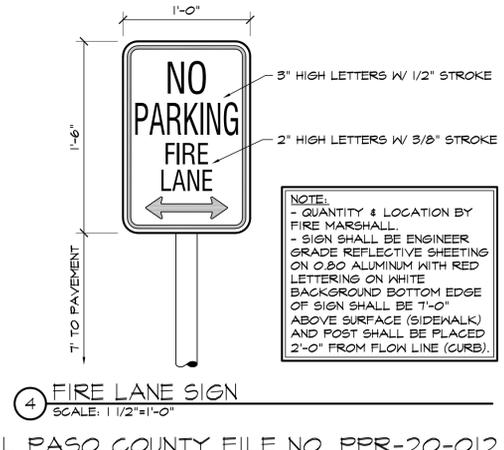 1'-0"
NO
PARKING
FIRE
LANE
3" HIGH LETTERS W/ 1/2" STROKE
2" HIGH LETTERS W/ 3/8" STROKE
1'-6"
7' TO PAVEMENT
NOTE:
- QUANTITY & LOCATION BY
FIRE MARSHALL.
- SIGN SHALL BE ENGINEER
GRADE REFLECTIVE SHEETING
ON 0.80 ALUMINUM WITH RED
LETTERING ON WHITE
BACKGROUND BOTTOM EDGE
OF SIGN SHALL BE 7'-0"
ABOVE SURFACE (SIDEWALK)
AND POST SHALL BE PLACED
2'-0" FROM FLOW LINE (CURB).
4
FIRE LANE SIGN
SCALE: 1 1/2"=1'-0"
L PASO COUNTY FILE NO. PPR-20-012